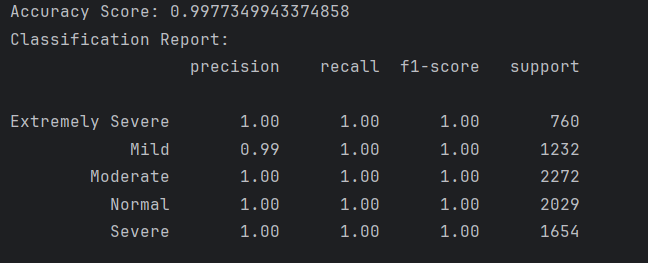 Accuracy Score: 0.9977349943374858
Classification Report:
precision recall f1-score support
Extremely Severe 1.00 1.00 1.00 760
Mild 0.99 1.00 1.00 1232
Moderate 1.00 1.00 1.00 2272
Normal 1.00 1.00 1.00 2029
Severe 1.00 1.00 1.00 1654